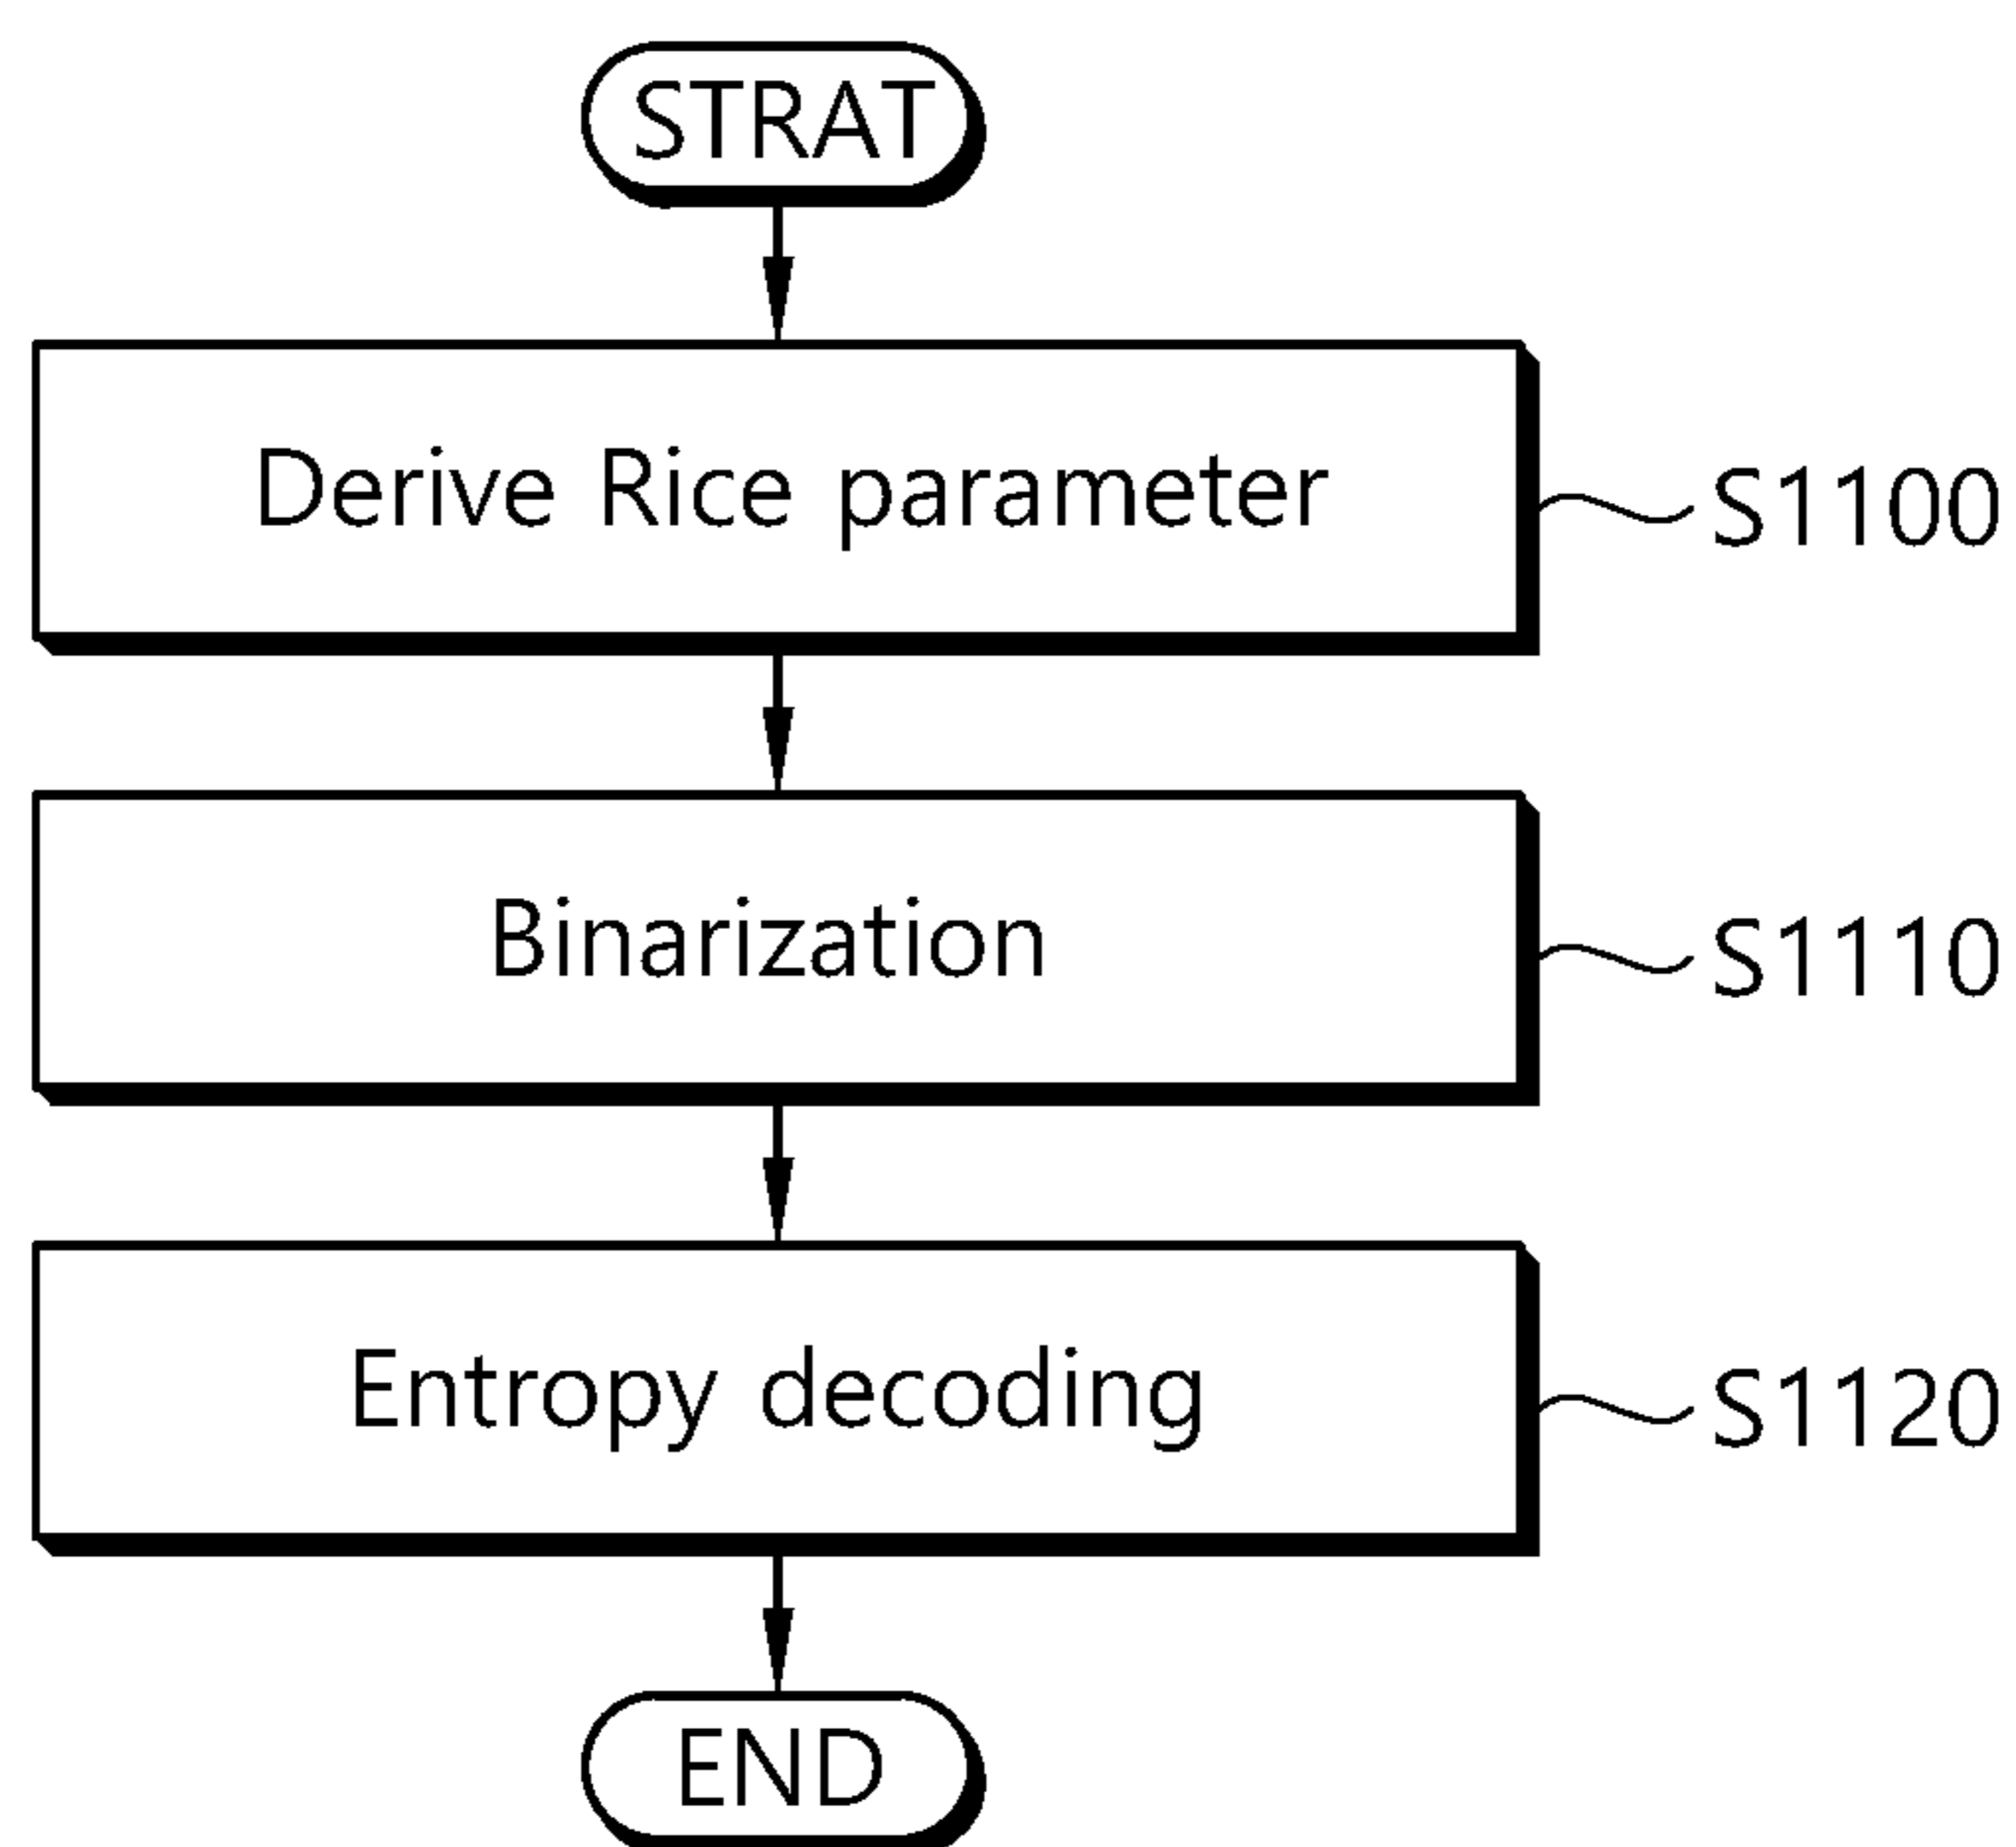 STRAT
Derive Rice parameter
S1100
Binarization
S1110
Entropy decoding
S1120
END